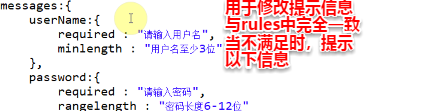 messages:{
userName:{
required : "请输入用户名",
minlength : "用户名至少3位"
},
password:{
required : "请输入密码",
rangelength : "密码长度6-12位"
用于修改提示信息
与rules中完全一致
当不满足时，提示
以下信息